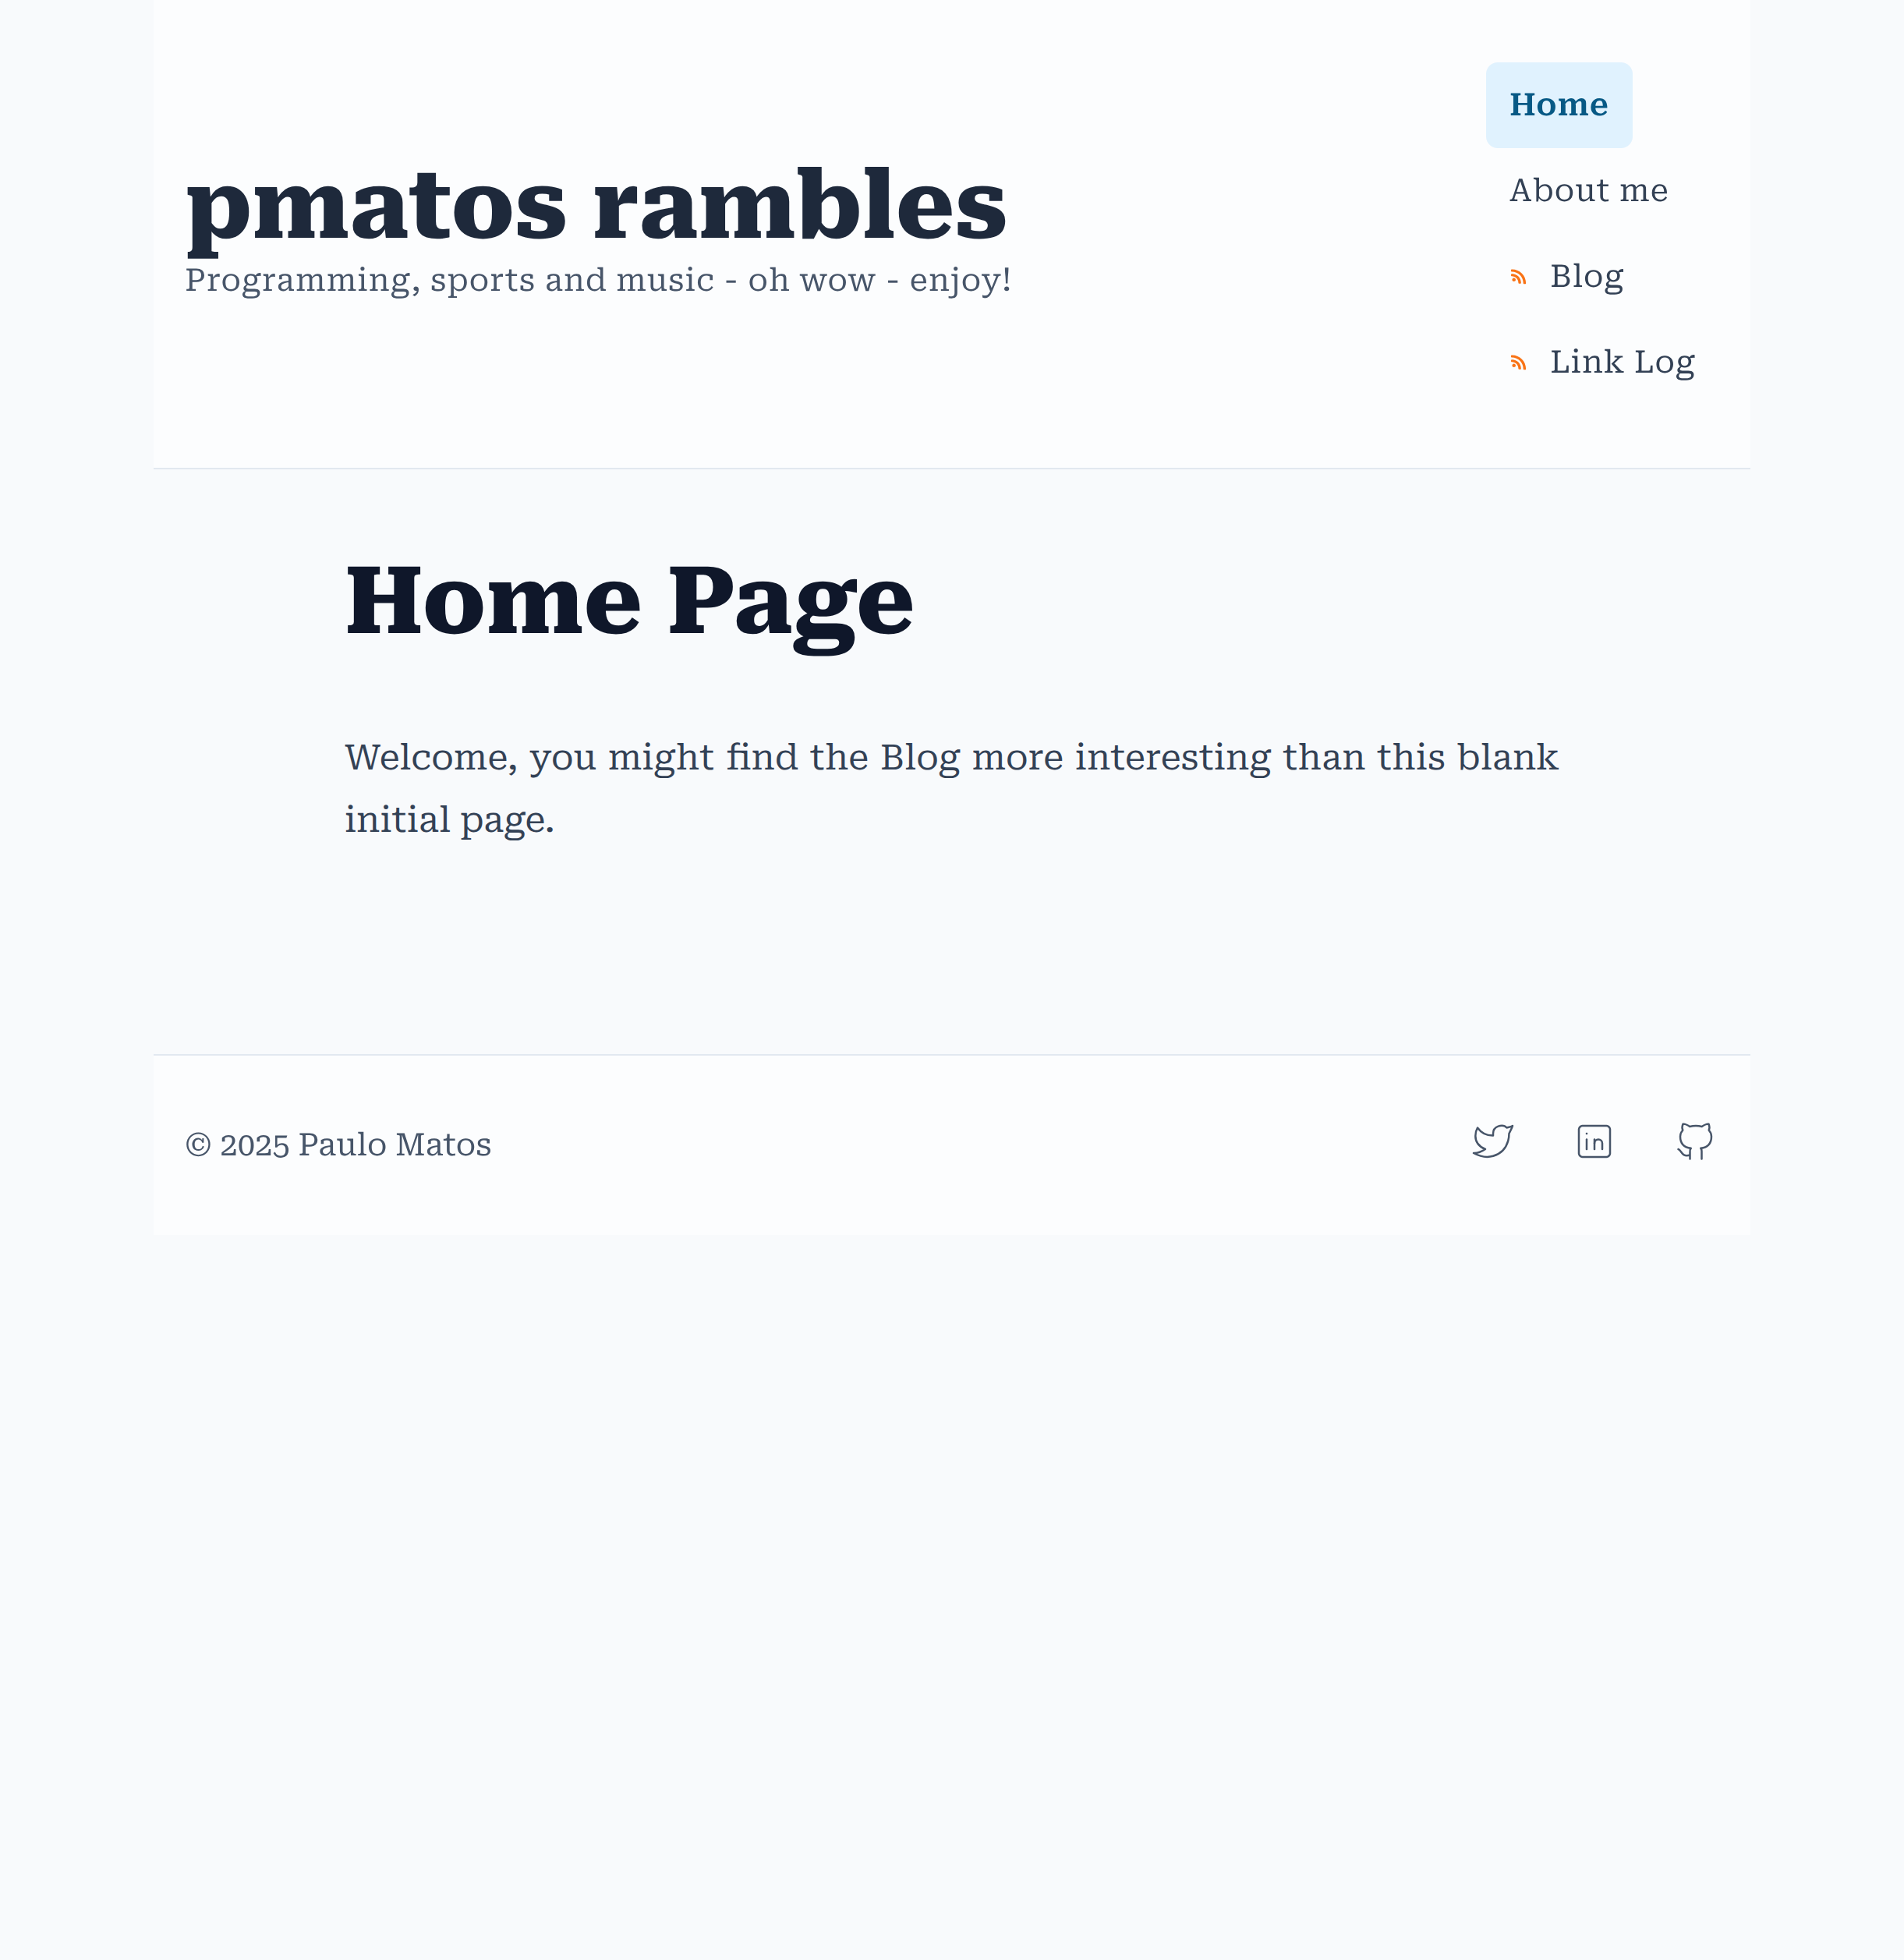 pmatos rambles
Programming, sports and music - oh wow - enjoy!
Home
About me
Blog
Link Log
Home Page
Welcome, you might find the Blog more interesting than this blank
initial page.
© 2025 Paulo Matos
in